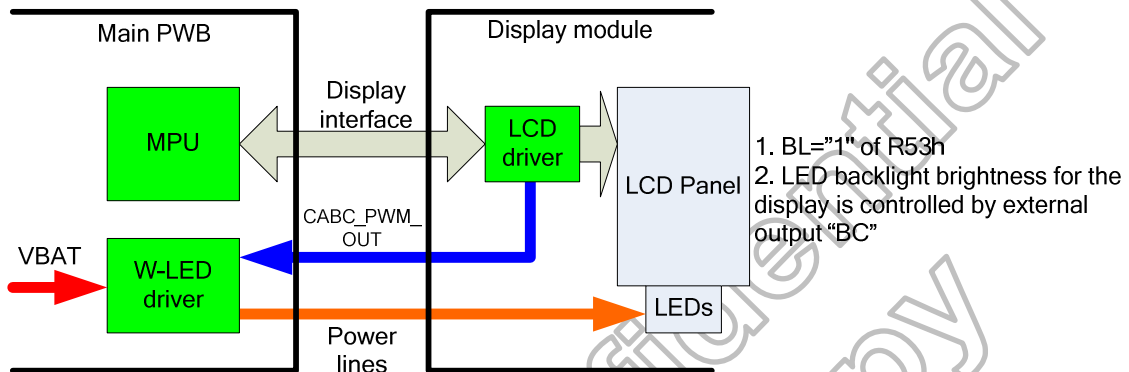 Main PWB
Display module
MPU
Display
interface
LCD
driver
LCD Panel
1. BL="1" of R53h
2. LED backlight brightness for the
display is controlled by external
output "BC"
CABC_PWM_
OUT
VBAT
W-LED
driver
LEDs
Power
lines